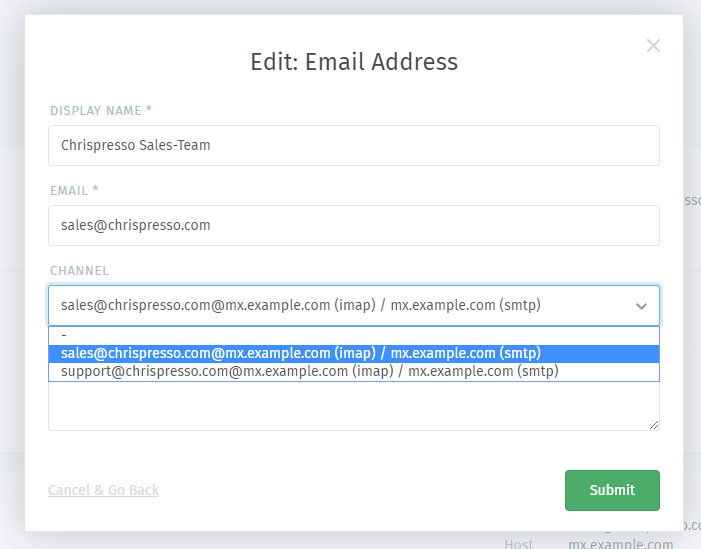 Edit: Email Address
DISPLAY NAME *
Chrispresso Sales-Team
EMAIL *
sales@chrispresso.com
CHANNEL
sales@chrispresso.com@mx.example.com (imap) / mx.example.com (smtp)
-
sales@chrispresso.com@mx.example.com (imap) / mx.example.com (smtp)
support@chrispresso.com@mx.example.com (imap) / mx.example.com (smtp)
Cancel & Go Back
Submit
Host
mx.example.com